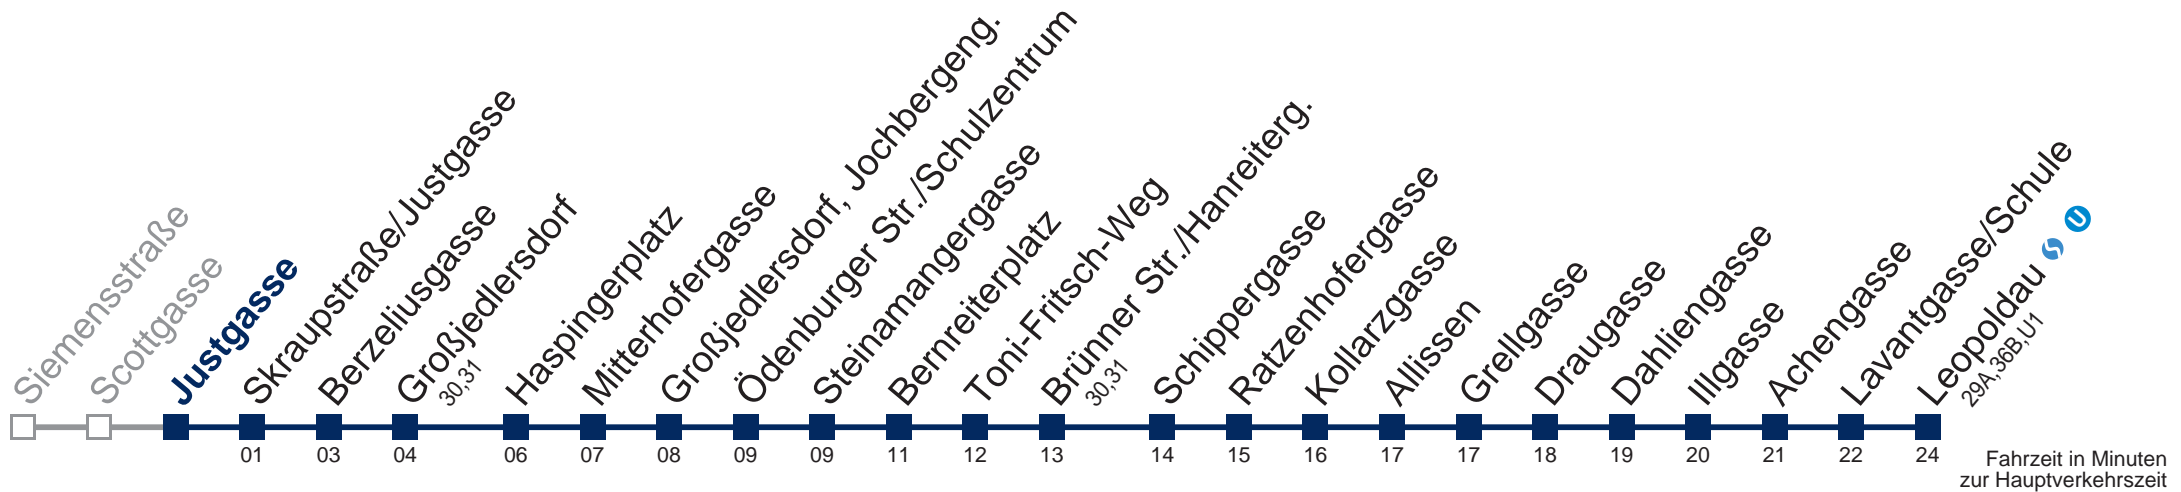 Siemensstraße
Scottgasse
Justgasse
Skraupstraße/Justgasse
Berzeliusgasse
Großjedlersdorf
30,31
Haspingerplatz
Mitterhofergasse
Großjedlersdorf, Jochbergeng.
Ödenburger Str./Schulzentrum
Steinamangergasse
Bernreiterplatz
Toni-Fritsch-Weg
Brünner Str./Hanreiterg.
30,31
Schippergasse
Ratzenhofergasse
Kollarzgasse
Allissen
Grellgasse
Draugasse
Dahliengasse
Illgasse
Achengasse
Lavantgasse/Schule
Leopoldau S U
29A,36B,U1
01 03 04 06 07 08 09 09 11 12 13 14 15 16 17 17 18 19 20 21 22 24
Fahrzeit in Minuten
zur Hauptverkehrszeit